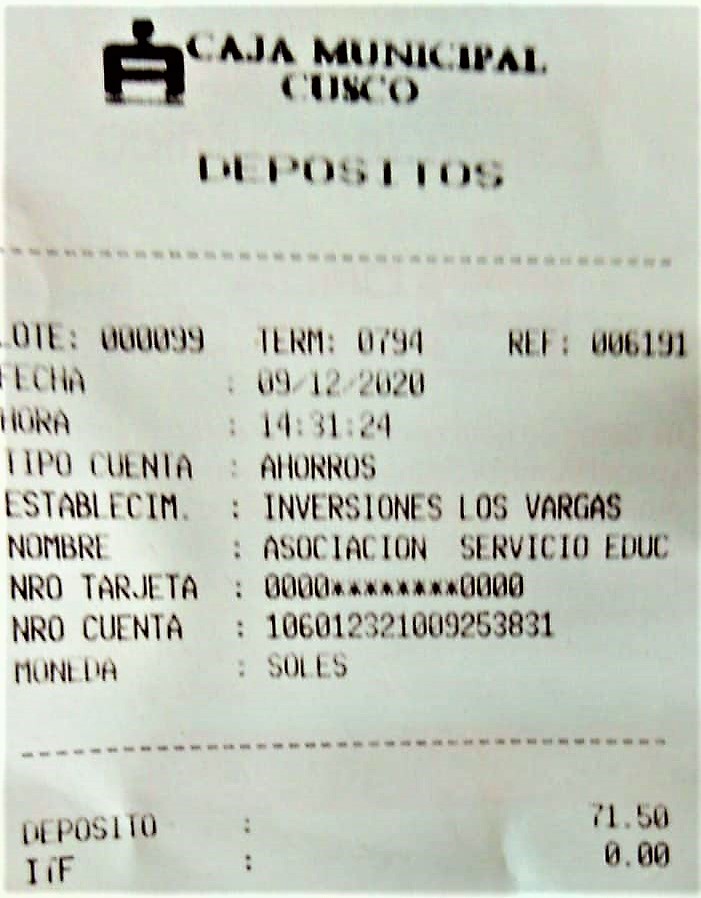 CAJA MUNICIPAL
CUSCO
DEPOSITOS
LOTE: 000099 TERM: 0794 REF: 006191
FECHA : 09/12/2020
HORA : 14:31:24
TIPO CUENTA : AHORROS
ESTABLECIM. : INVERSIONES LOS VARGAS
NOMBRE : ASOCIACION SERVICIO EDUC
NRO TARJETA : 0000********0000
NRO CUENTA : 106012321009253831
MONEDA : SOLES
DEPOSITO : 71.50
ITF : 0.00